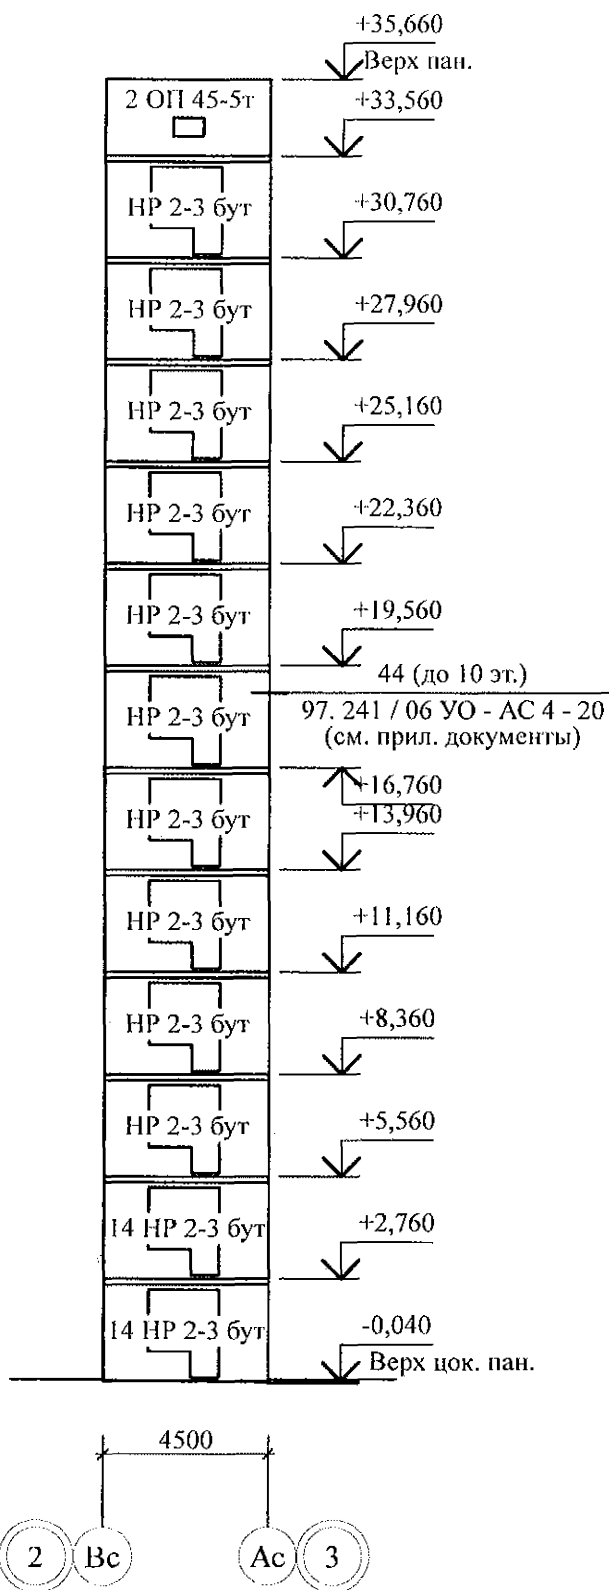 +35,660
Верх пан.
2 ОП 45-5т
+33,560
НР 2-3 бут
+30,760
НР 2-3 бут
+27,960
НР 2-3 бут
+25,160
НР 2-3 бут
+22,360
НР 2-3 бут
+19,560
44 (до 10 эт.)
НР 2-3 бут
97. 241 / 06 УО - АС 4 - 20
(см. прил. документы)
+16,760
+13,960
НР 2-3 бут
НР 2-3 бут
+11,160
НР 2-3 бут
+8,360
НР 2-3 бут
+5,560
14 НР 2-3 бут
+2,760
14 НР 2-3 бут
-0,040
Верх цок. пан.
4500
2 Вс Ас 3